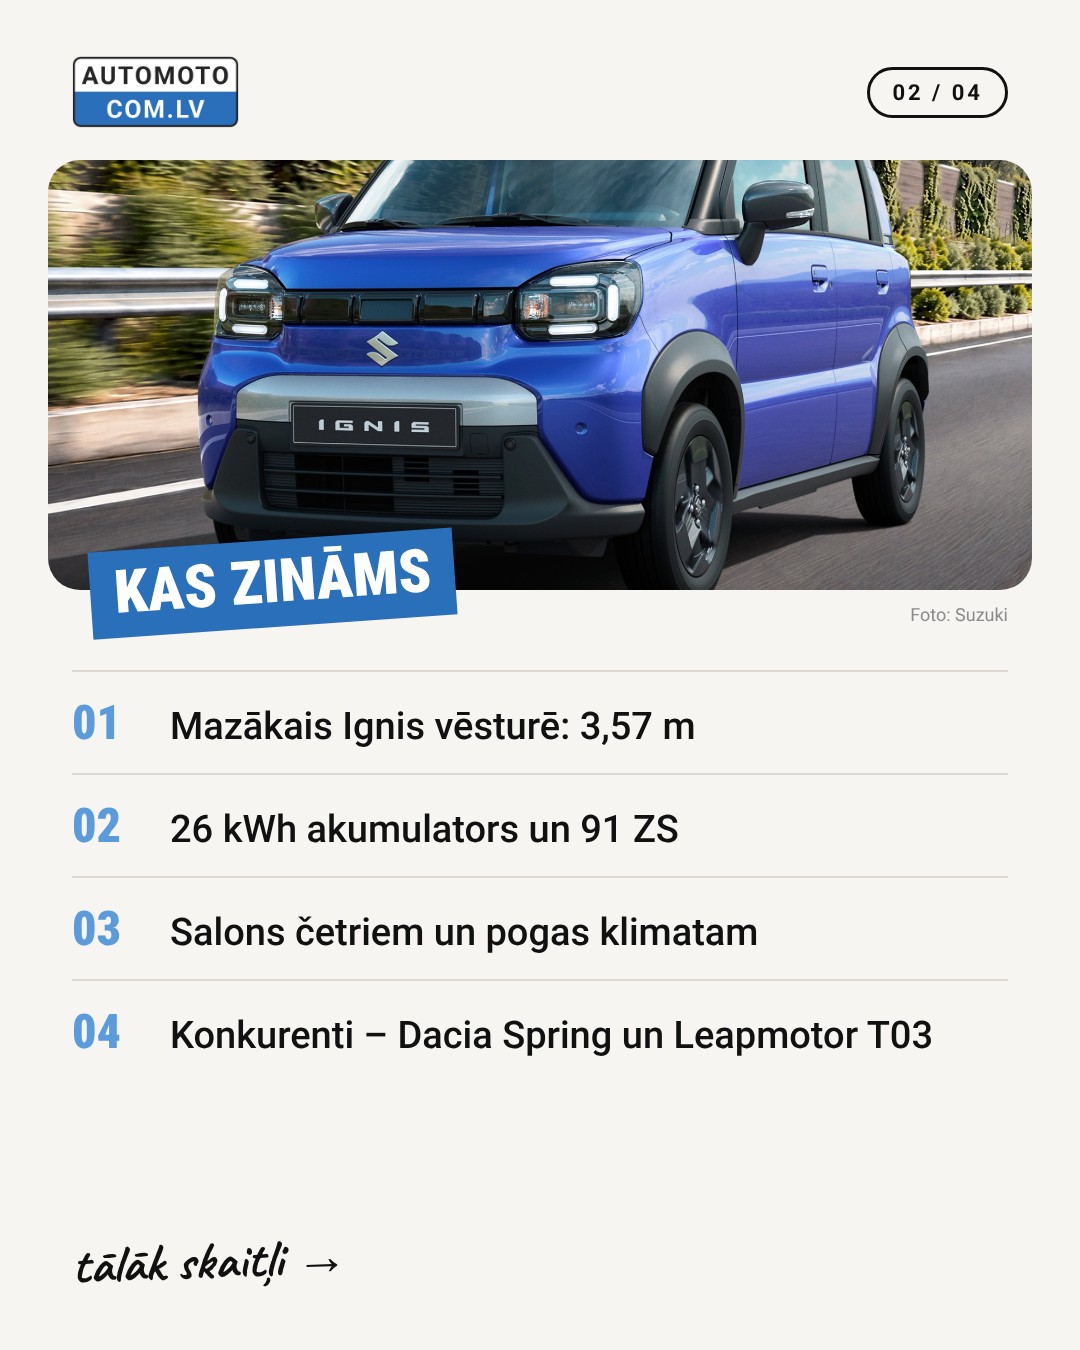 AUTOMOTO
COM.LV
02 / 04
IGNIS
KAS ZINĀMS
Foto: Suzuki
01 Mazākais Ignis vēsturē: 3,57 m
02 26 kWh akumulators un 91 ZS
03 Salons četriem un pogas klimatam
04 Konkurenti – Dacia Spring un Leapmotor T03
tālāk skaitļi →